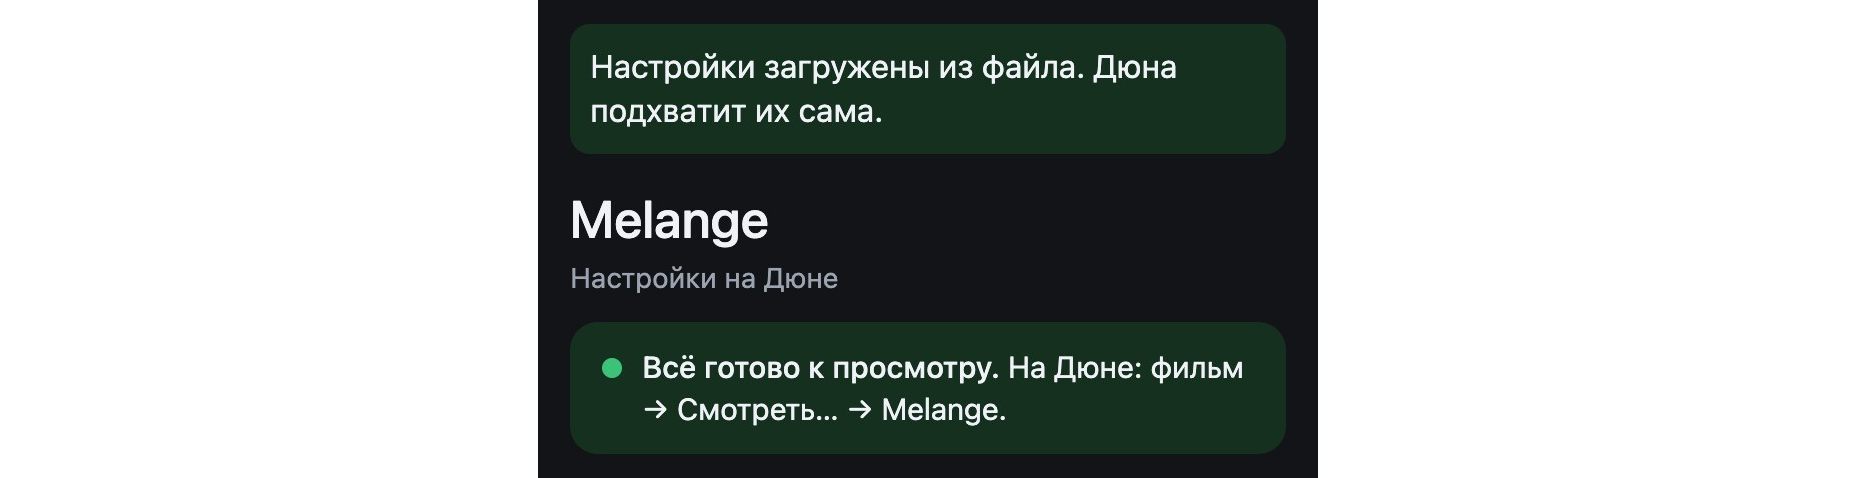 Настройки загружены из файла. Дюна
подхватит их сама.
Melange
Настройки на Дюне
Всё готово к просмотру. На Дюне: фильм
→ Смотреть… → Melange.